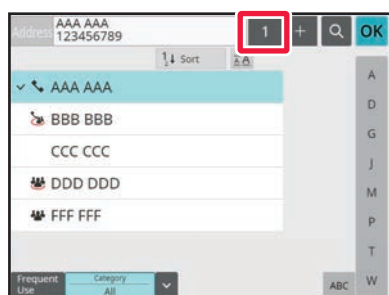 Address
AAA AAA
123456789
1
+
OK
Sort
AAA AAA
BBB BBB
CCC CCC
DDD DDD
FFF FFF
A
D
G
J
M
P
T
W
Frequent
Use
Category
All
ABC